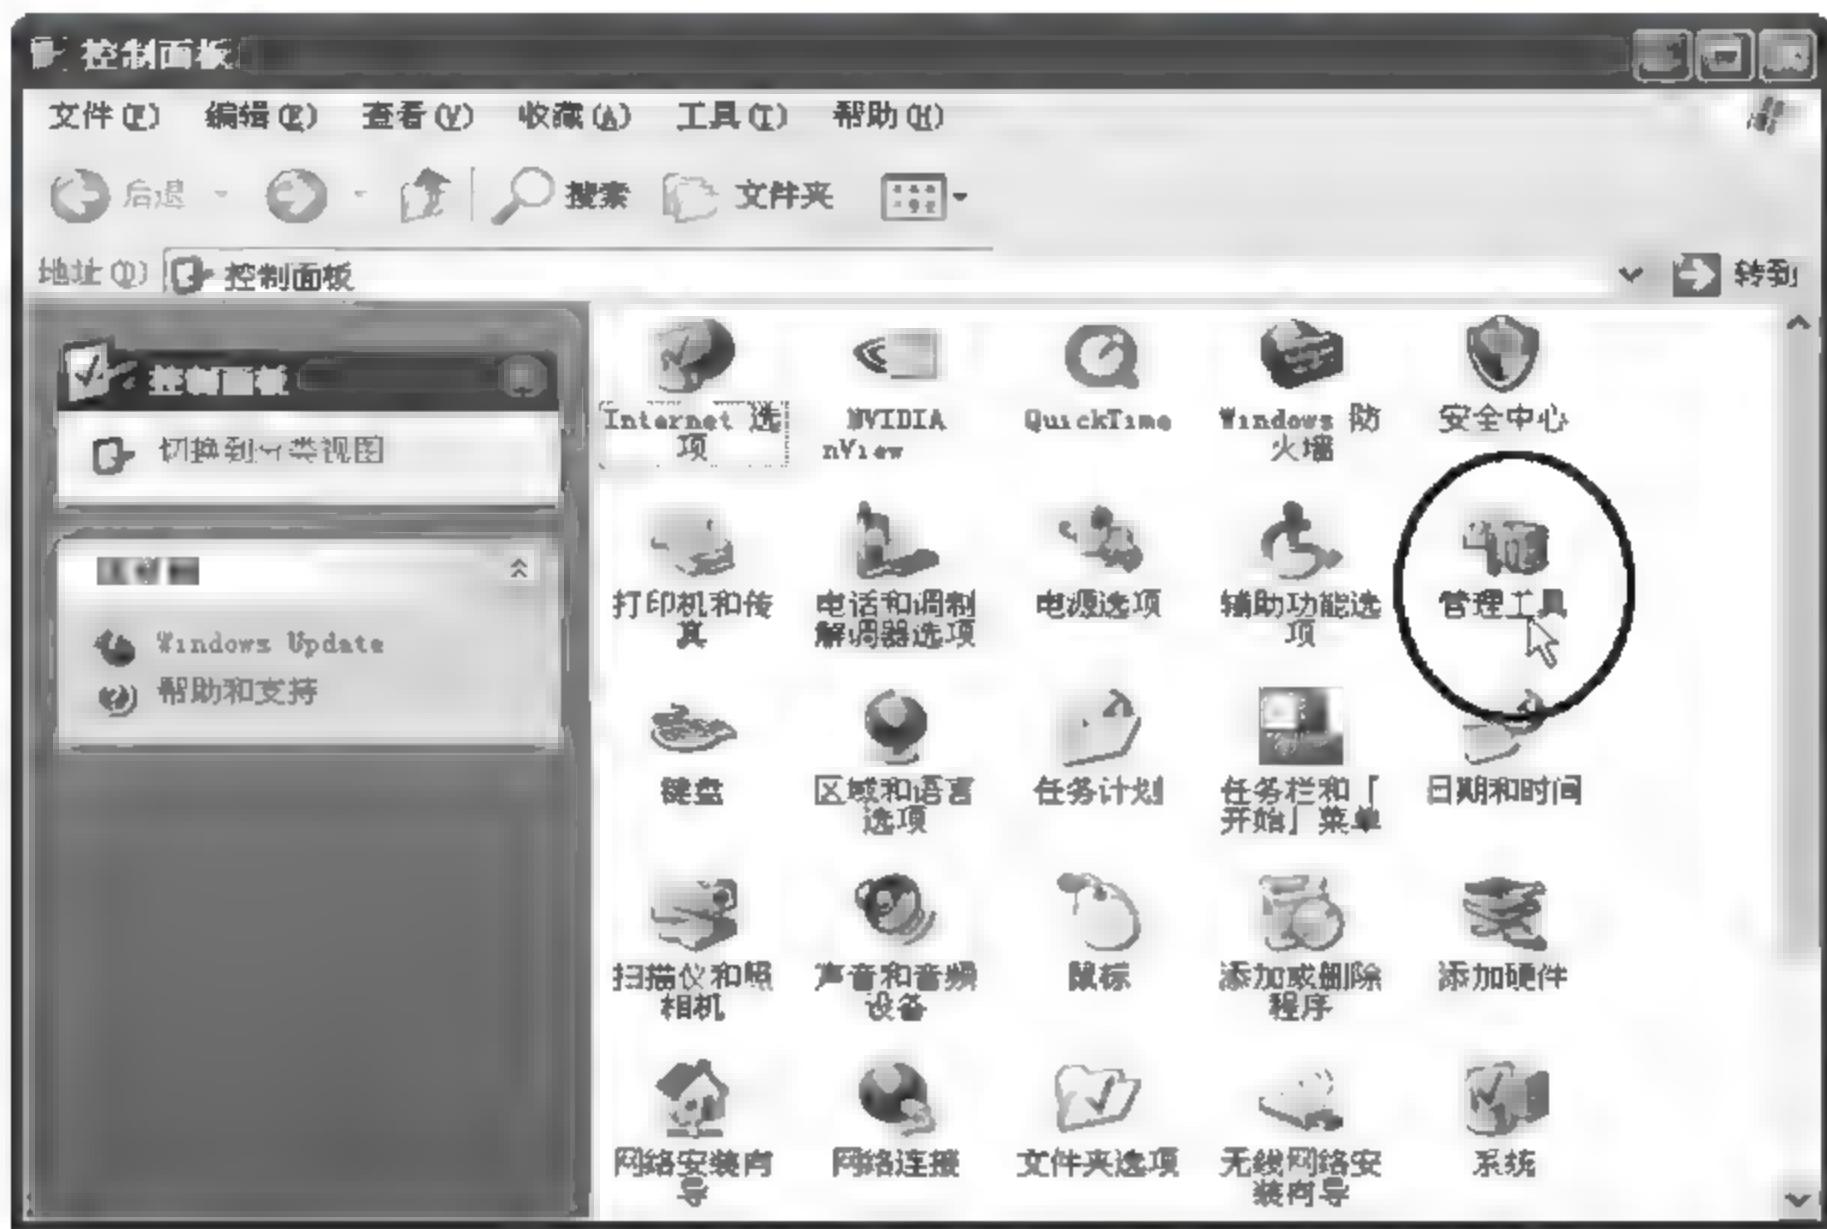 控制面板
文件(F) 编辑(E) 查看(V) 收藏(A) 工具(T) 帮助(H)
后退 搜索 文件夹
地址(D) 控制面板 转到
控制面板
切换到分类视图
Windows Update
帮助和支持
Internet 选
项
NVIDIA
nView
QuickTime
Windows 防
火墙
安全中心
打印机和传
真
电话和调制
解调器选项
电源选项
辅助功能选
项
管理工具
键盘
区域和语言
选项
任务计划
任务栏和「
开始」菜单
日期和时间
扫描仪和照
相机
声音和音频
设备
鼠标
添加或删除
程序
添加硬件
网络安装向
导
网络连接
文件夹选项
无线网络安
装向导
系统